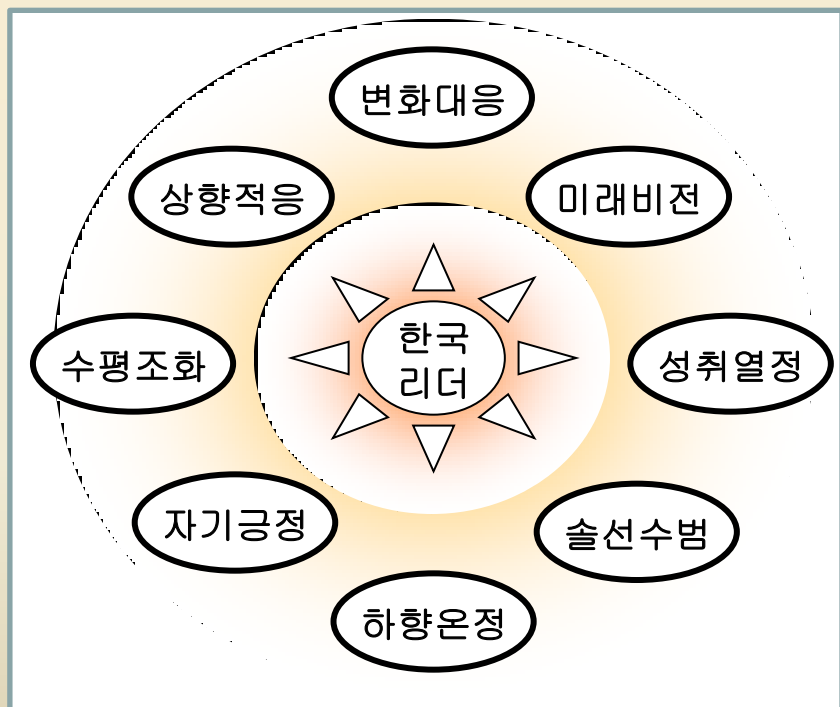 변화대응
상향적응
미래비전
한국
리더
수평조화
성취열정
자기긍정
솔선수범
하향온정